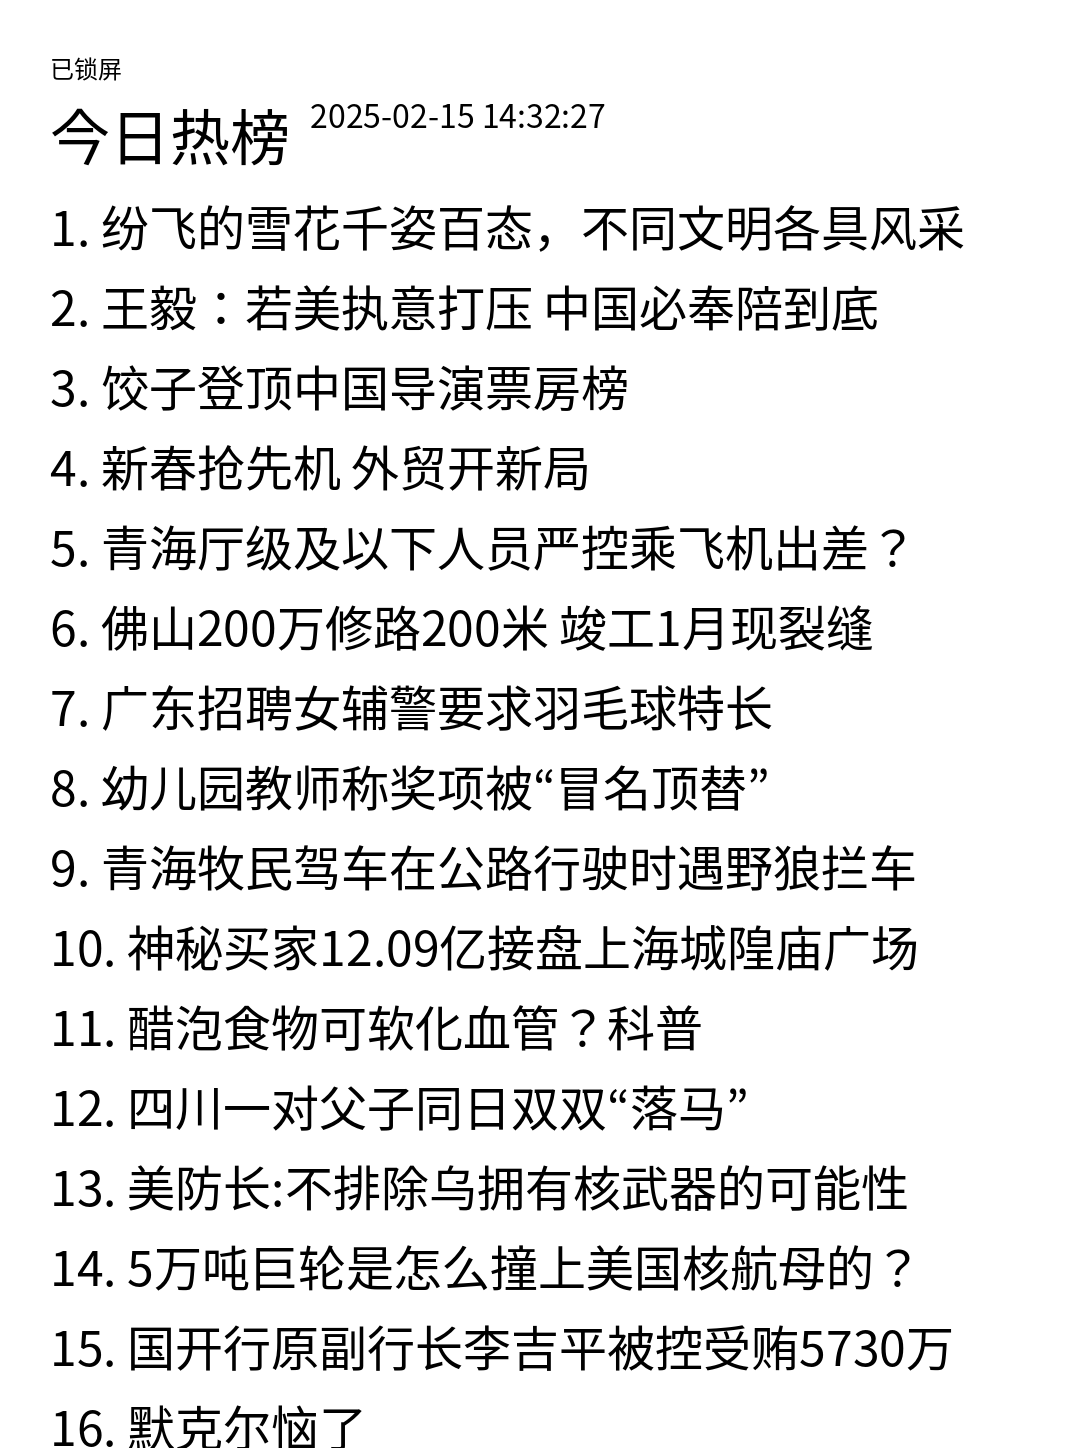 已锁屏
今日热榜 2025-02-15 14:32:27
1. 纷飞的雪花千姿百态，不同文明各具风采
2. 王毅：若美执意打压 中国必奉陪到底
3. 饺子登顶中国导演票房榜
4. 新春抢先机 外贸开新局
5. 青海厅级及以下人员严控乘飞机出差？
6. 佛山200万修路200米 竣工1月现裂缝
7. 广东招聘女辅警要求羽毛球特长
8. 幼儿园教师称奖项被“冒名顶替”
9. 青海牧民驾车在公路行驶时遇野狼拦车
10. 神秘买家12.09亿接盘上海城隍庙广场
11. 醋泡食物可软化血管？科普
12. 四川一对父子同日双双“落马”
13. 美防长:不排除乌拥有核武器的可能性
14. 5万吨巨轮是怎么撞上美国核航母的？
15. 国开行原副行长李吉平被控受贿5730万
16. 默克尔恼了